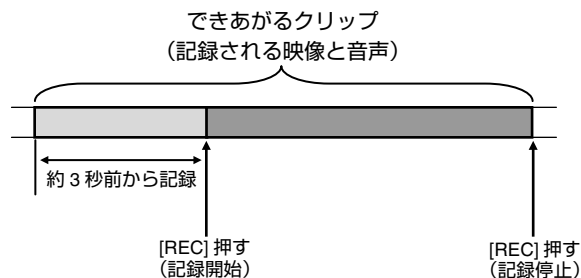 できあがるクリップ
（記録される映像と音声）
約 3 秒前から記録
[REC] 押す
（記録開始）
[REC] 押す
（記録停止）